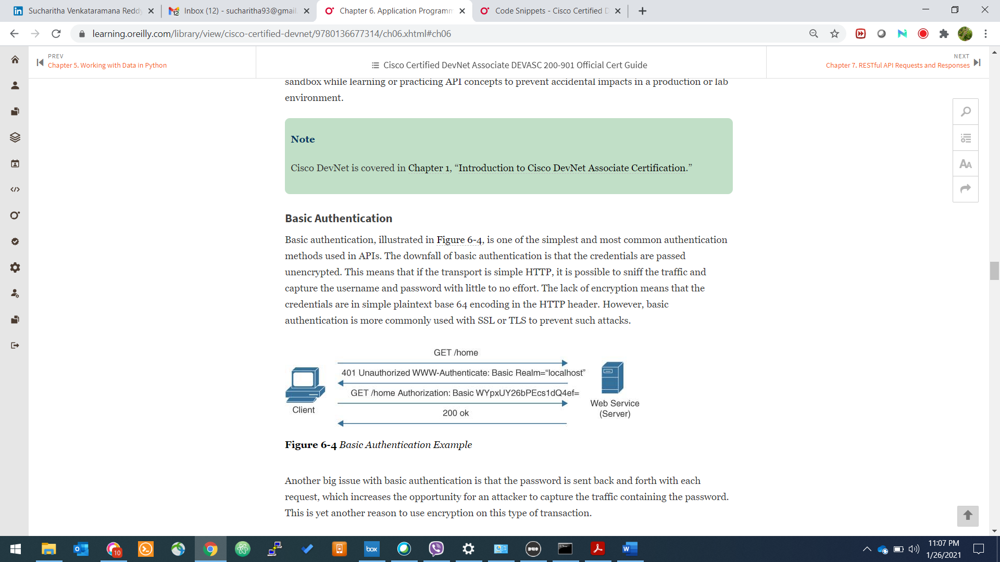 Sucharitha Venkataramana Reddy
Inbox (12) - sucharitha93@gmail
Chapter 6. Application Programm
Code Snippets - Cisco Certified D
learning.oreilly.com/library/view/cisco-certified-devnet/9780136677314/ch06.xhtml#ch06
PREV
Chapter 5. Working with Data in Python
Cisco Certified DevNet Associate DEVASC 200-901 Official Cert Guide
NEXT
Chapter 7. RESTful API Requests and Responses
sandbox while learning or practicing API concepts to prevent accidental impacts in a production or lab
environment.
Note
Cisco DevNet is covered in Chapter 1, “Introduction to Cisco DevNet Associate Certification.”
Basic Authentication
Basic authentication, illustrated in Figure 6-4, is one of the simplest and most common authentication
methods used in APIs. The downfall of basic authentication is that the credentials are passed
unencrypted. This means that if the transport is simple HTTP, it is possible to sniff the traffic and
capture the username and password with little to no effort. The lack of encryption means that the
credentials are in simple plaintext base 64 encoding in the HTTP header. However, basic
authentication is more commonly used with SSL or TLS to prevent such attacks.
GET /home
401 Unauthorized WWW-Authenticate: Basic Realm=“localhost”
GET /home Authorization: Basic WYpxUY26bPEcs1dQ4ef=
200 ok
Client
Web Service
(Server)
Figure 6-4 Basic Authentication Example
Another big issue with basic authentication is that the password is sent back and forth with each
request, which increases the opportunity for an attacker to capture the traffic containing the password.
This is yet another reason to use encryption on this type of transaction.
in
12
AA
10
box
DUO
W
11:07 PM
1/26/2021